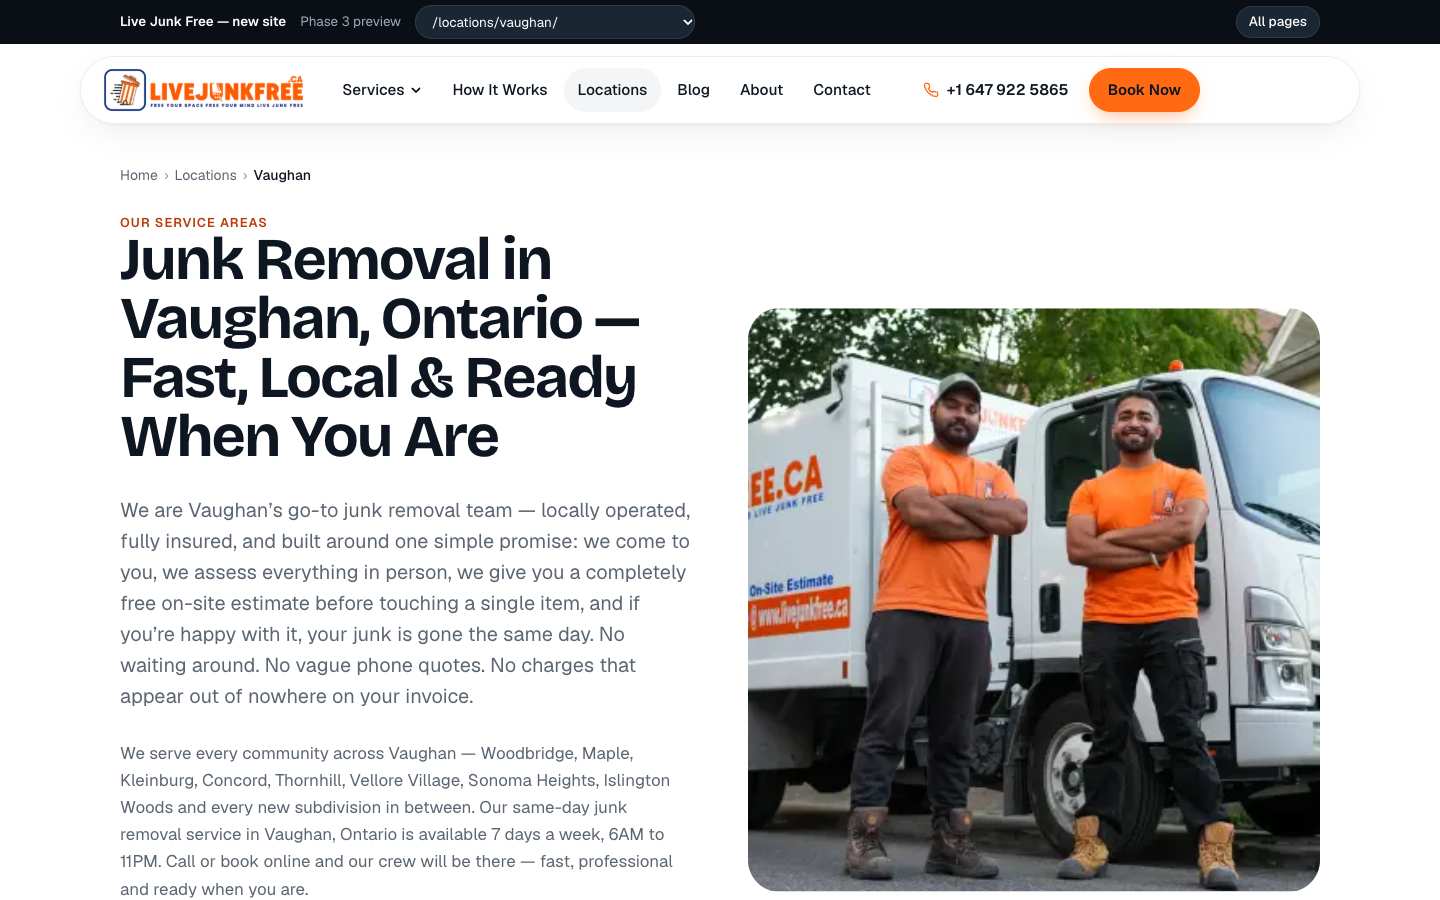 Live Junk Free — new site
Phase 3 preview
/locations/vaughan/
All pages
LIVEJUNKFREE
.CA
FREE YOUR SPACE FREE YOUR MIND LIVE JUNK FREE
Services
How It Works
Locations
Blog
About
Contact
+1 647 922 5865
Book Now
Home › Locations › Vaughan
OUR SERVICE AREAS
Junk Removal in
Vaughan, Ontario —
Fast, Local & Ready
When You Are
We are Vaughan’s go-to junk removal team — locally operated,
fully insured, and built around one simple promise: we come to
you, we assess everything in person, we give you a completely
free on-site estimate before touching a single item, and if
you’re happy with it, your junk is gone the same day. No
waiting around. No vague phone quotes. No charges that
appear out of nowhere on your invoice.
We serve every community across Vaughan — Woodbridge, Maple,
Kleinburg, Concord, Thornhill, Vellore Village, Sonoma Heights, Islington
Woods and every new subdivision in between. Our same-day junk
removal service in Vaughan, Ontario is available 7 days a week, 6AM to
11PM. Call or book online and our crew will be there — fast, professional
and ready when you are.
EE.CA
LIVE JUNK FREE
On-Site Estimate
www.livejunkfree.ca